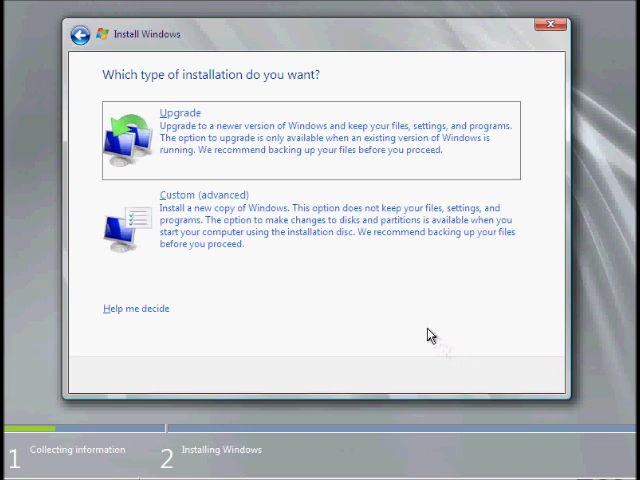 Install Windows
Which type of installation do you want?
Upgrade
Upgrade to a newer version of Windows and keep your files, settings, and programs.
The option to upgrade is only available when an existing version of Windows is
running. We recommend backing up your files before you proceed.
Custom (advanced)
Install a new copy of Windows. This option does not keep your files, settings, and
programs. The option to make changes to disks and partitions is available when you
start your computer using the installation disc. We recommend backing up your files
before you proceed.
Help me decide
1 Collecting information
2 Installing Windows